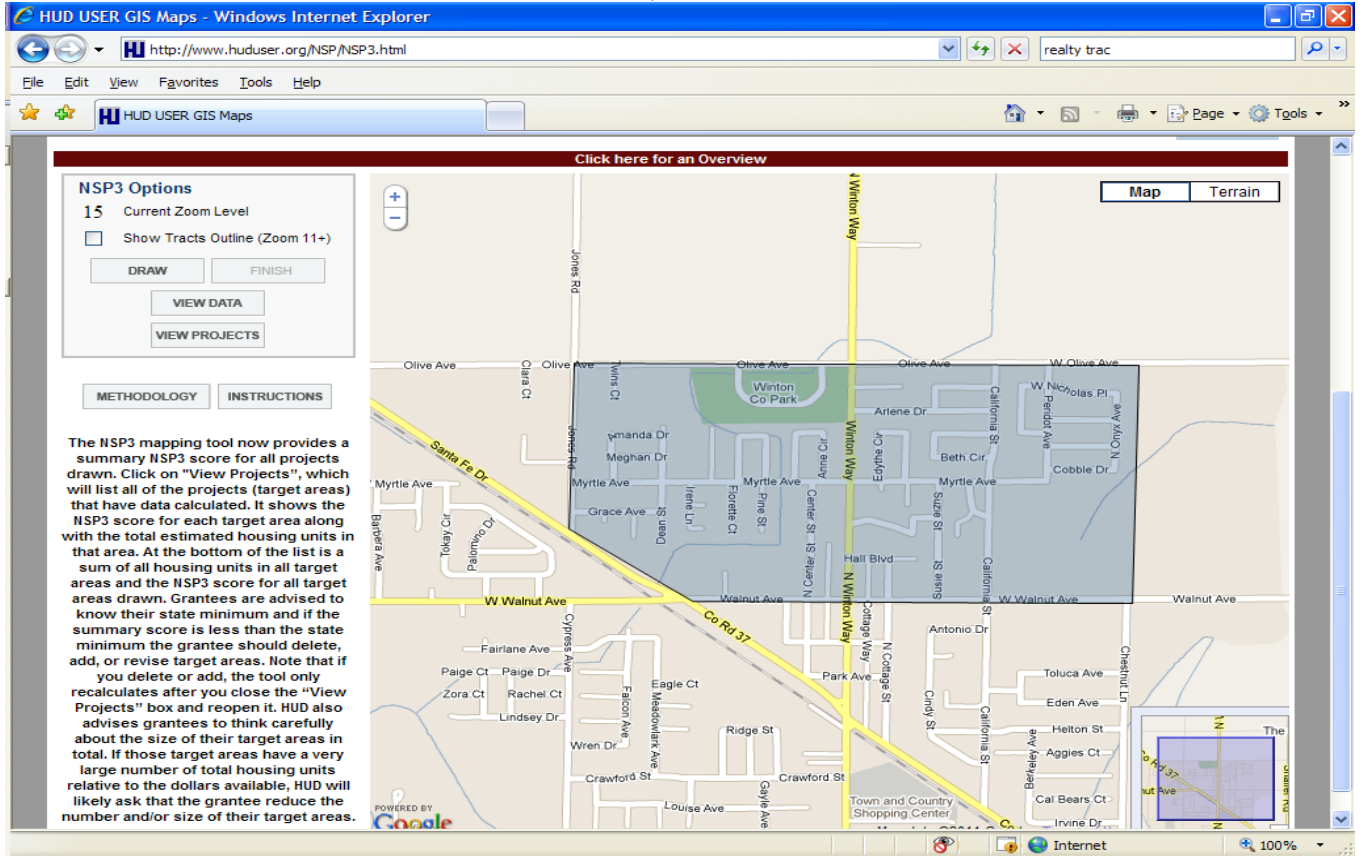 HUD USER GIS Maps - Windows Internet Explorer
http://www.huduser.org/NSP/NSP3.html
realty trac
File Edit View Favorites Tools Help
HUD USER GIS Maps
Page Tools
Click here for an Overview
NSP3 Options
15 Current Zoom Level
Show Tracts Outline (Zoom 11+)
DRAW FINISH
VIEW DATA
VIEW PROJECTS
METHODOLOGY INSTRUCTIONS
The NSP3 mapping tool now provides a
summary NSP3 score for all projects
drawn. Click on "View Projects", which
will list all of the projects (target areas)
that have data calculated. It shows the
NSP3 score for each target area along
with the total estimated housing units in
that area. At the bottom of the list is a
sum of all housing units in all target
areas and the NSP3 score for all target
areas drawn. Grantees are advised to
know their state minimum and if the
summary score is less than the state
minimum the grantee should delete,
add, or revise target areas. Note that if
you delete or add, the tool only
recalculates after you close the “View
Projects” box and reopen it. HUD also
advises grantees to think carefully
about the size of their target areas in
total. If those target areas have a very
large number of total housing units
relative to the dollars available, HUD will
likely ask that the grantee reduce the
number and/or size of their target areas.
Map Terrain
N Winton Way
Jones Rd
Olive Ave
Clara Ct
Olive Ave
Twins Ct
Olive Ave
Olive Ave
W Olive Ave
Winton
Co Park
Arlene Dr
California St
W Nicholas Pl
Peridot Ave
N Onyx Ave
Jones Rd
Amanda Dr
Meghan Dr
Winton Way
Anne Cir
Edythe Cir
Beth Cir
Cobble Dr
Santa Fe Dr
Myrtle Ave
Myrtle Ave
Myrtle Ave
Myrtle Ave
Barbera Ave
Tokay Cir
Palomino Dr
Grace Ave
Dean St
Irene Ln
Florette Ct
Pine St
Center St
N Center St
Suzie St
Susie St
Hall Blvd
W Walnut Ave
Walnut Ave
N Winton Way
California St
W Walnut Ave
Walnut Ave
Co Rd 37
Cypress Ave
Cottage Way
N Cottage St
Antonio Dr
Chestnut Ln
Fairlane Ave
Paige Ct Paige Dr
Zora Ct Rachel Ct
Lindsey Dr
Falcon Ave
E Meadowlark Ave
Eagle Ct
Park Ave
Cindy St
California St
Toluca Ave
Eden Ave
Wren Dr
Ridge St
Berkeley Ave
Helton St
Aggies Ct
Crawford St
Crawford St
Gayle Ave
Louise Ave
Town and Country
Shopping Center
Cal Bears Ct
Irvine Dr
The
POWERED BY
Google
Internet 100%